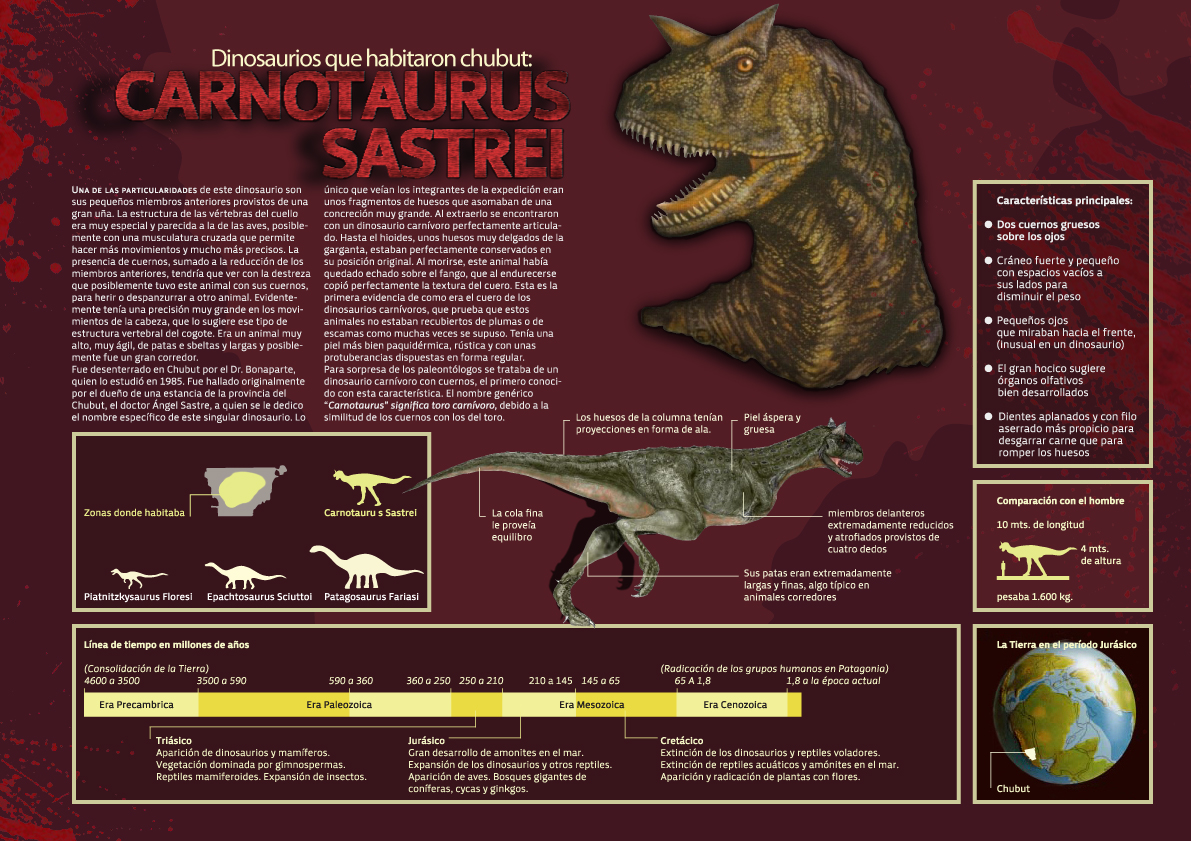 Dinosaurios que habitaron chubut:
CARNOTAURUS
SASTREI
UNA DE LAS PARTICULARIDADES de este dinosaurio son
sus pequeños miembros anteriores provistos de una
gran uña. La estructura de las vértebras del cuello
era muy especial y parecida a la de las aves, posible-
mente con una musculatura cruzada que permite
hacer más movimientos y mucho más precisos. La
presencia de cuernos, sumado a la reducción de los
miembros anteriores, tendría que ver con la destreza
que posiblemente tuvo este animal con sus cuernos,
para herir o despanzurrar a otro animal. Evidente-
mente tenía una precisión muy grande en los movi-
mientos de la cabeza, que lo sugiere ese tipo de
estructura vertebral del cogote. Era un animal muy
alto, muy ágil, de patas e sbeltas y largas y posible-
mente fue un gran corredor.
Fue desenterrado en Chubut por el Dr. Bonaparte,
quien lo estudió en 1985. Fue hallado originalmente
por el dueño de una estancia de la provincia del
Chubut, el doctor Ángel Sastre, a quien se le dedico
el nombre específico de este singular dinosaurio. Lo
único que veían los integrantes de la expedición eran
unos fragmentos de huesos que asomaban de una
concreción muy grande. Al extraerlo se encontraron
con un dinosaurio carnívoro perfectamente articula-
do. Hasta el hioides, unos huesos muy delgados de la
garganta, estaban perfectamente conservados en
su posición original. Al morirse, este animal había
quedado echado sobre el fango, que al endurecerse
copió perfectamente la textura del cuero. Esta es la
primera evidencia de como era el cuero de los
dinosaurios carnívoros, que prueba que estos
animales no estaban recubiertos de plumas o de
escamas como muchas veces se supuso. Tenía una
piel más bien paquidérmica, rústica y con unas
protuberancias dispuestas en forma regular.
Para sorpresa de los paleontólogos se trataba de un
dinosaurio carnívoro con cuernos, el primero conoci-
do con esta característica. El nombre genérico
"Carnotaurus" significa toro carnívoro, debido a la
similitud de los cuernos con los del toro.
Características principales:
● Dos cuernos gruesos
sobre los ojos
● Cráneo fuerte y pequeño
con espacios vacíos a
sus lados para
disminuir el peso
● Pequeños ojos
que miraban hacia el frente,
(inusual en un dinosaurio)
● El gran hocico sugiere
órganos olfativos
bien desarrollados
● Dientes aplanados y con filo
aserrado más propicio para
desgarrar carne que para
romper los huesos
Zonas donde habitaba
Carnotauru s Sastrei
Piatnitzkysaurus Floresi
Epachtosaurus Sciuttoi
Patagosaurus Fariasi
Los huesos de la columna tenían
proyecciones en forma de ala.
Piel áspera y
gruesa
La cola fina
le proveía
equilibrio
miembros delanteros
extremadamente reducidos
y atrofiados provistos de
cuatro dedos
Sus patas eran extremadamente
largas y finas, algo típico en
animales corredores
Comparación con el hombre
10 mts. de longitud
4 mts.
de altura
pesaba 1.600 kg.
Línea de tiempo en millones de años
(Consolidación de la Tierra)
(Radicación de los grupos humanos en Patagonia)
4600 a 3500
3500 a 590
590 a 360
360 a 250
250 a 210
210 a 145
145 a 65
65 A 1,8
1,8 a la época actual
Era Precambrica
Era Paleozoica
Era Mesozoica
Era Cenozoica
Triásico
Aparición de dinosaurios y mamíferos.
Vegetación dominada por gimnospermas.
Reptiles mamiferoides. Expansión de insectos.
Jurásico
Gran desarrollo de amonites en el mar.
Expansión de los dinosaurios y otros reptiles.
Aparición de aves. Bosques gigantes de
coníferas, cycas y ginkgos.
Cretácico
Extinción de los dinosaurios y reptiles voladores.
Extinción de reptiles acuáticos y amónites en el mar.
Aparición y radicación de plantas con flores.
La Tierra en el período Jurásico
Chubut